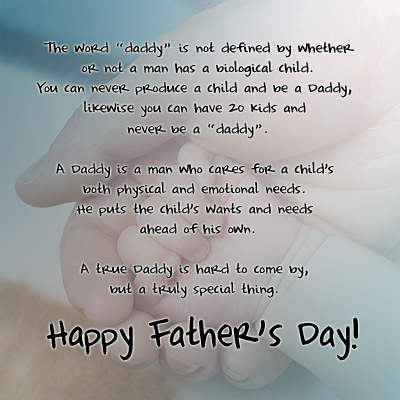 The word "daddy" is not defined by whether
or not a man has a biological child.
You can never produce a child and be a Daddy,
likewise you can have 20 kids and
never be a "daddy".
A Daddy is a man who cares for a child's
both physical and emotional needs.
He puts the child's wants and needs
ahead of his own.
A true Daddy is hard to come by,
but a truly special thing.
Happy Father's Day!